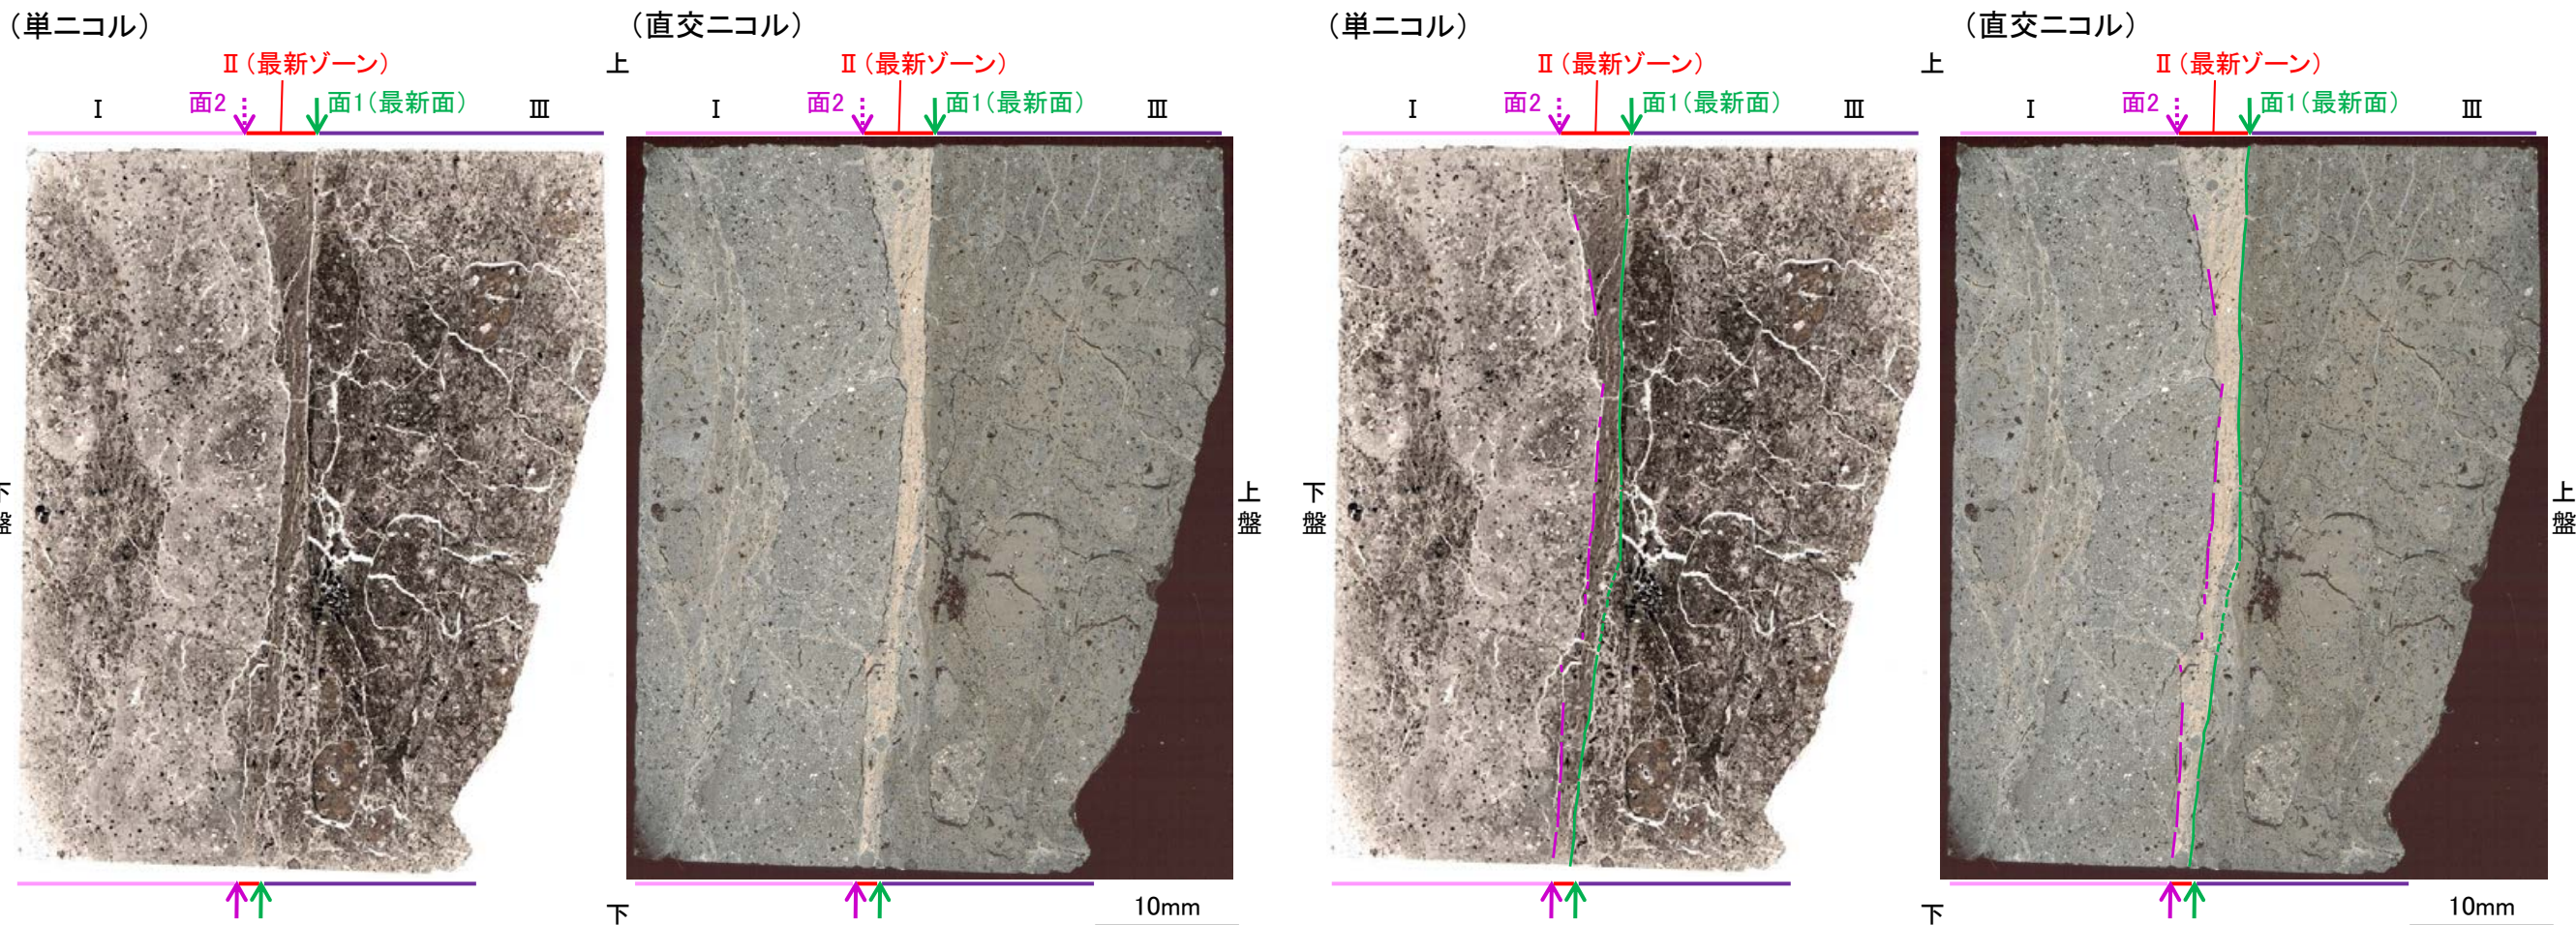 （単ニコル）
（直交ニコル）
（単ニコル）
（直交ニコル）
Ⅱ（最新ゾーン）
上
Ⅱ（最新ゾーン）
Ⅱ（最新ゾーン）
上
Ⅱ（最新ゾーン）
Ⅰ
面2
面1（最新面）
Ⅲ
Ⅰ
面2
面1（最新面）
Ⅲ
Ⅰ
面2
面1（最新面）
Ⅲ
Ⅰ
面2
面1（最新面）
Ⅲ
下盤
上盤
下盤
上盤
下
10mm
下
10mm